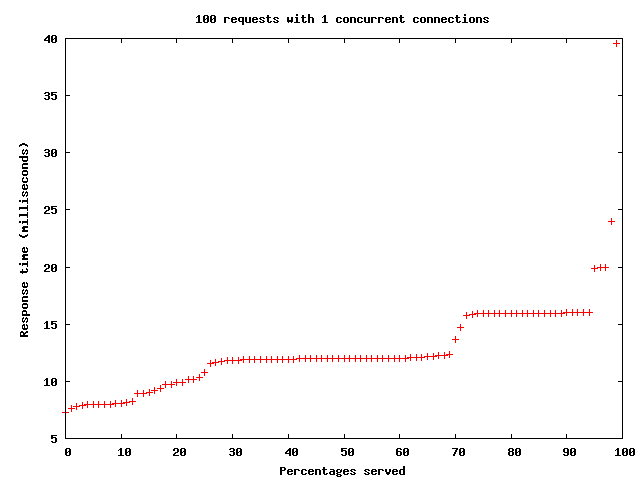 100 requests with 1 concurrent connections
40
35
30
25
20
15
10
5
Response time (milliseconds)
0 10 20 30 40 50 60 70 80 90 100
Percentages served